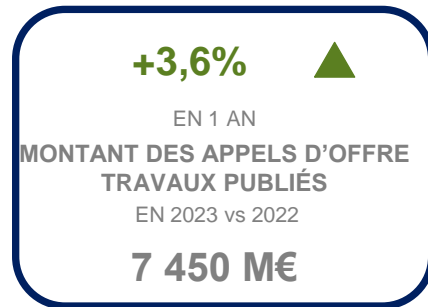 +3,6%
EN 1 AN
MONTANT DES APPELS D’OFFRE
TRAVAUX PUBLIÉS
EN 2023 vs 2022
7 450 M€